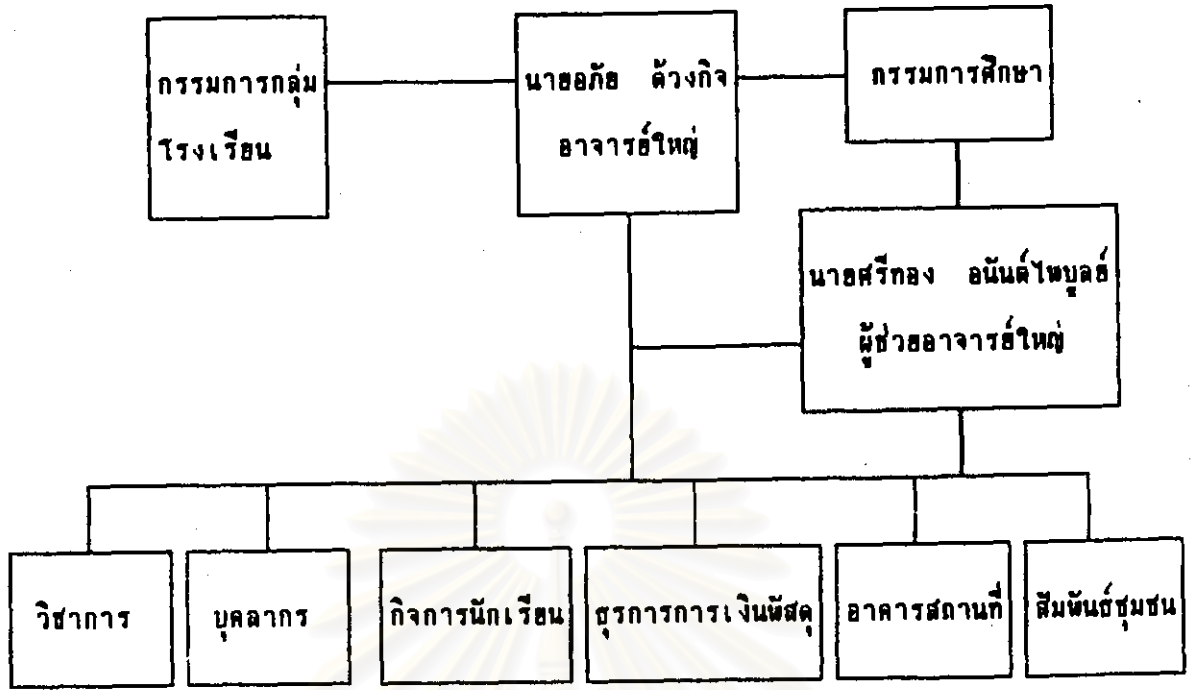 กรรมการกลุ่ม
โรงเรียน
นายอภัย ด้วงกิจ
อาจารย์ใหญ่
กรรมการศึกษา
นายศรีทอง อนันต์ไพบูลย์
ผู้ช่วยอาจารย์ใหญ่
วิชาการ
บุคลากร
กิจการนักเรียน
ธุรการการเงินพัสดุ
อาคารสถานที่
สัมพันธ์ชุมชน